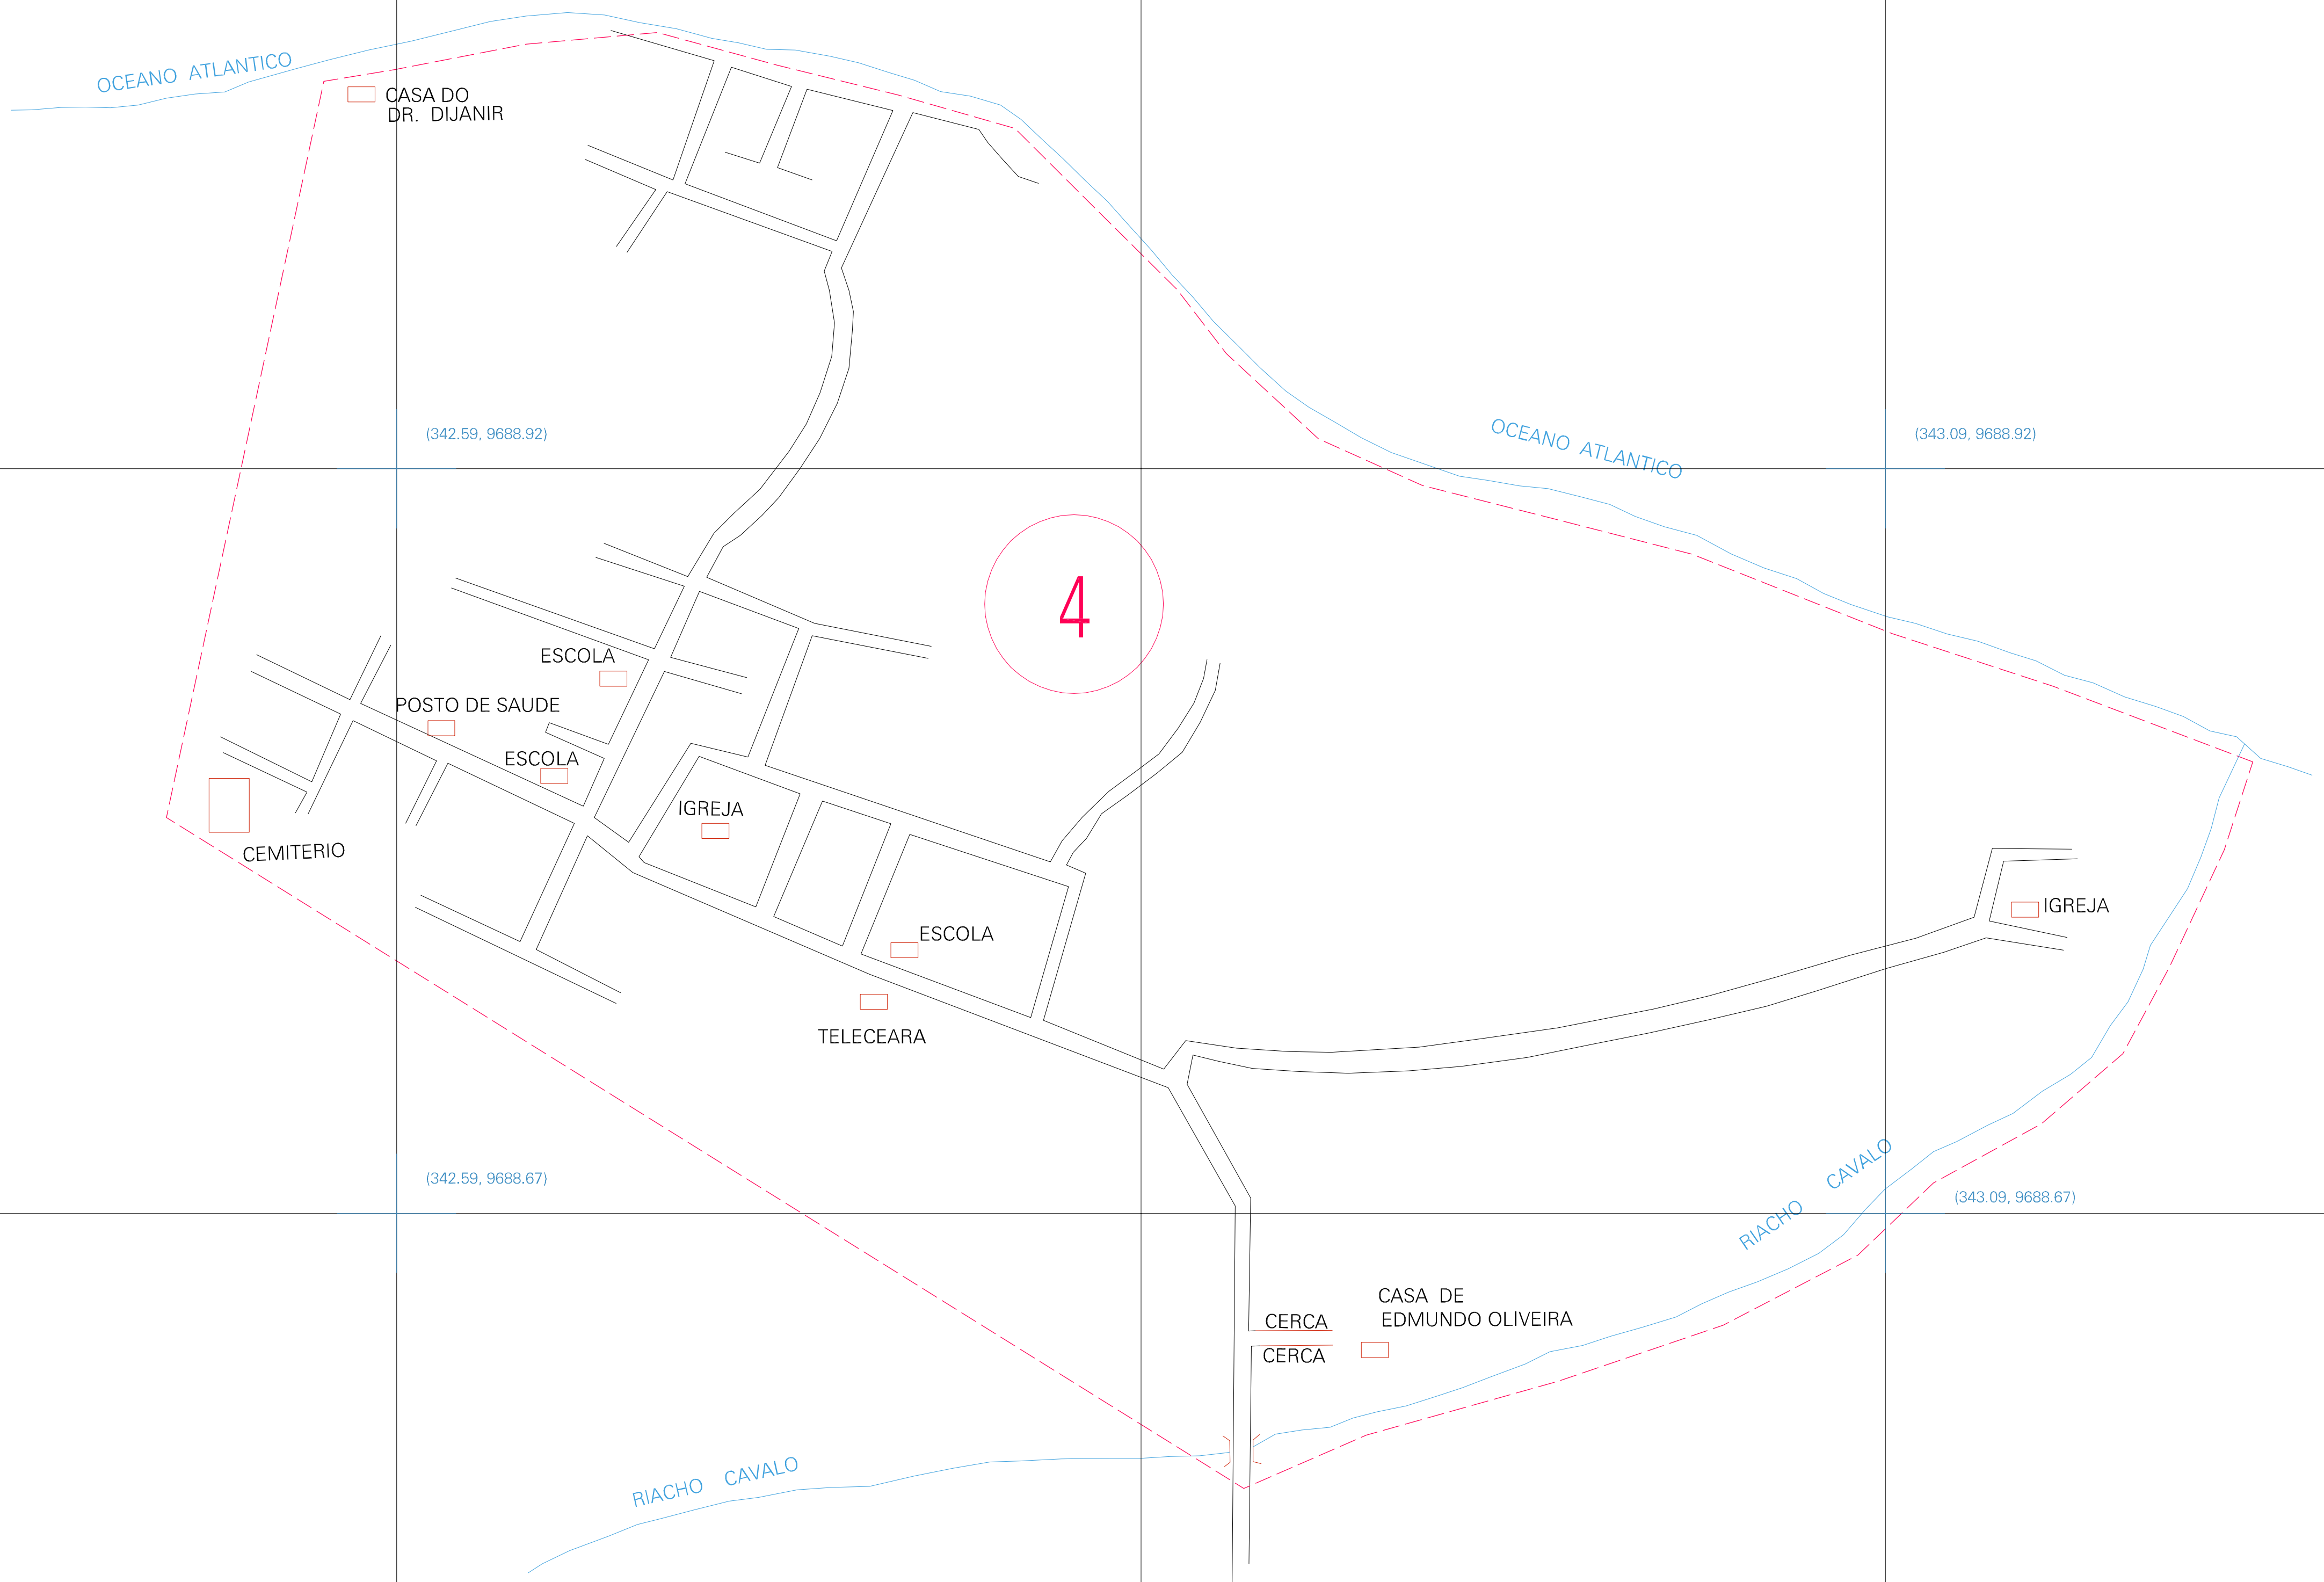 OCEANO ATLANTICO
CASA DO
DR. DIJANIR
(342.59, 9688.92)
OCEANO ATLANTICO
(343.09, 9688.92)
4
ESCOLA
POSTO DE SAUDE
ESCOLA
IGREJA
CEMITERIO
IGREJA
ESCOLA
TELECEARA
(342.59, 9688.67)
RIACHO CAVALO
(343.09, 9688.67)
CASA DE
EDMUNDO OLIVEIRA
CERCA
CERCA
RIACHO CAVALO